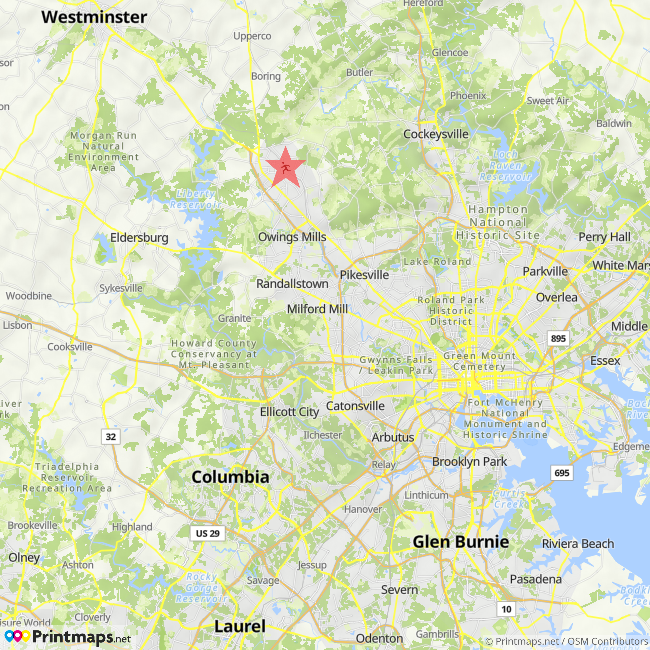 Hereford
Westminster
Upperco
Glencoe
Boring
Butler
Phoenix
Sweet Air
Cockeysville
Baldwin
Morgan Run
Natural
Environment
Area
Loch
Raven
Reservoir
Liberty
Reservoir
Hampton
National
Historic Site
Eldersburg
Owings Mills
Perry Hall
Lake Roland
White Mars
Pikesville
Parkville
Sykesville
Randallstown
Woodbine
Roland Park
Historic
District
Overlea
Milford Mill
Granite
Lisbon
Middle
895
Cooksville
Howard County
Conservancy at
Mt. Pleasant
Gwynns Falls
/ Leakin Park
Green Mount
Cemetery
Essex
Fort McHenry
National
Monument and
Historic Shrine
Catonsville
Ellicott City
32
Ilchester
Arbutus
Edgeme
Relay
Brooklyn Park
Triadelphia
Reservoir
Recreation Area
Columbia
695
Linthicum
Curtis
Creek
Hanover
Brookeville
Highland
US 29
Glen Burnie
Riviera Beach
Olney
Ashton
Jessup
Rocky
Gorge
Reservoir
Savage
Pasadena
Severn
10
Cloverly
Laurel
Odenton
Gambrills
Printmaps.net
© Printmaps.net / OSM Contributors